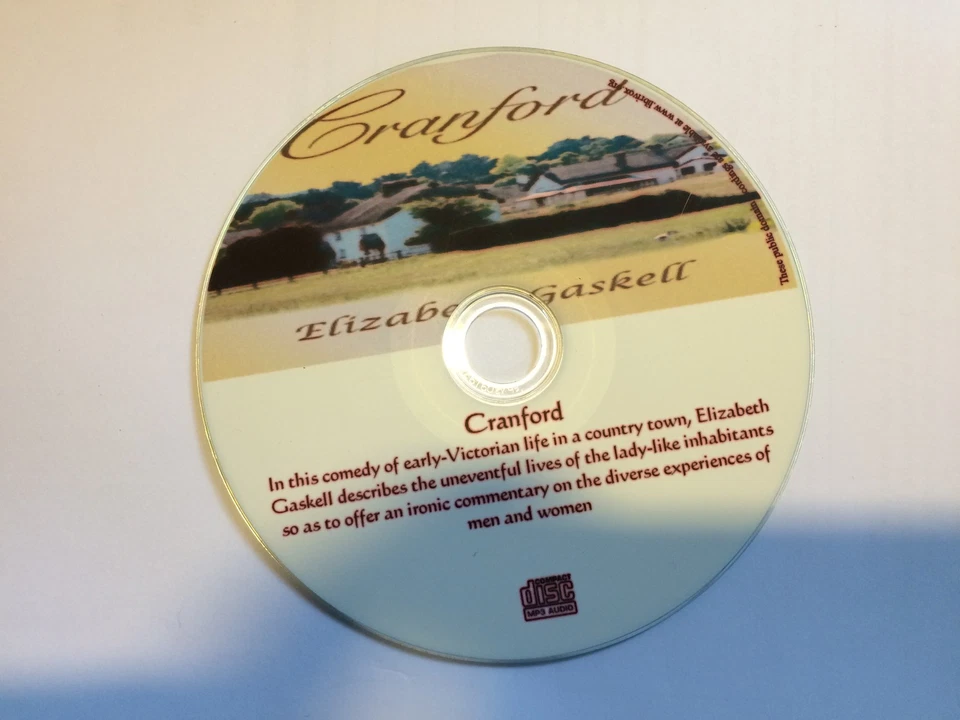 Cranford
These public domain recordings are available at www.librivox.org
Elizabe Gaskell
Cranford
In this comedy of early-Victorian life in a country town, Elizabeth
Gaskell describes the uneventful lives of the lady-like inhabitants
so as to offer an ironic commentary on the diverse experiences of
men and women
COMPACT
disc
MP3 AUDIO